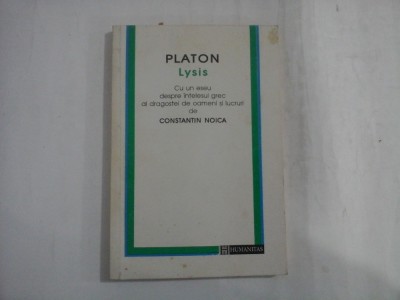 PLATON
Lysis
Cu un eseu
despre înțelesul grec
al dragostei de oameni și lucruri
de
CONSTANTIN NOICA
HUMANITAS